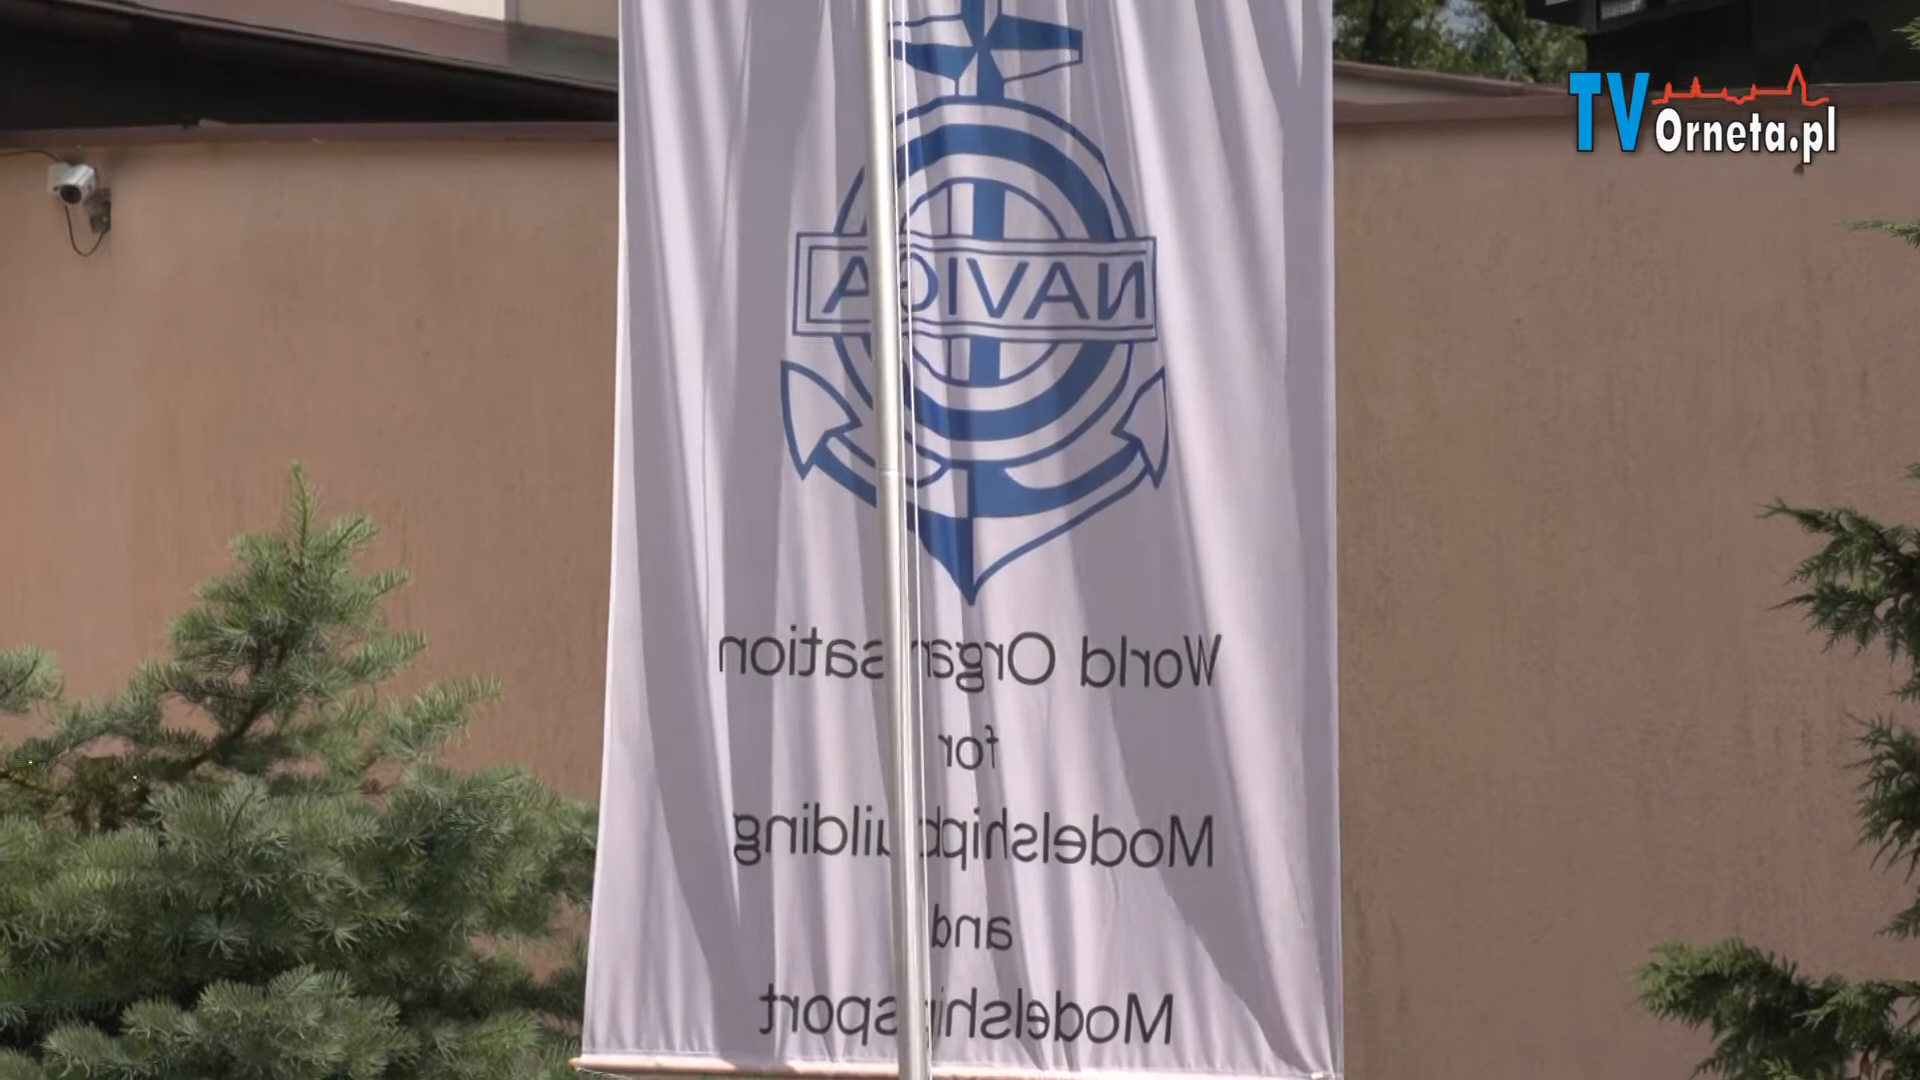 TV Orneta.pl
NAVIGA
World Organisation
for
Modelshipbuilding
and
Modelshipsport